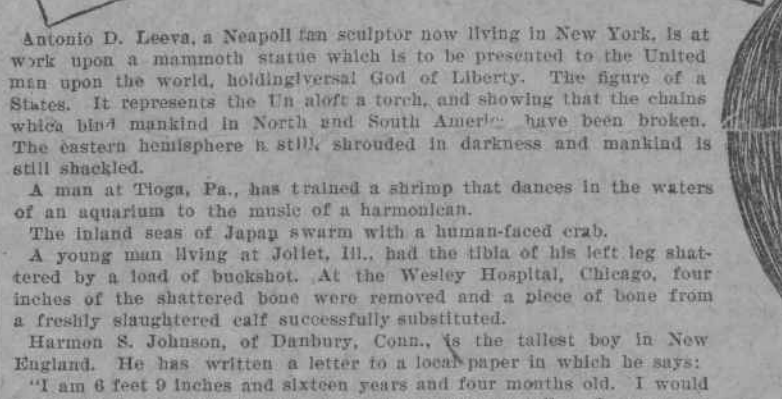 Antonio D. Leeva, a Neapolitan sculptor now living in New York, is at
work upon a mammoth statue which is to be presented to the United
man upon the world, holdingiversal God of Liberty. The figure of a
States. It represents the Un aloft a torch, and showing that the chains
which bind mankind in North and South America have been broken.
The eastern hemisphere is still shrouded in darkness and mankind is
still shackled.
A man at Tioga, Pa., has trained a shrimp that dances in the waters
of an aquarium to the music of a harmonican.
The inland seas of Japan swarm with a human-faced crab.
A young man living at Joliet, Ill., had the tibia of his left leg shat-
tered by a load of buckshot. At the Wesley Hospital, Chicago, four
inches of the shattered bone were removed and a piece of bone from
a freshly slaughtered calf successfully substituted.
Harmon S. Johnson, of Danbury, Conn., is the tallest boy in New
England. He has written a letter to a local paper in which he says:
"I am 6 feet 9 inches and sixteen years and four months old. I would